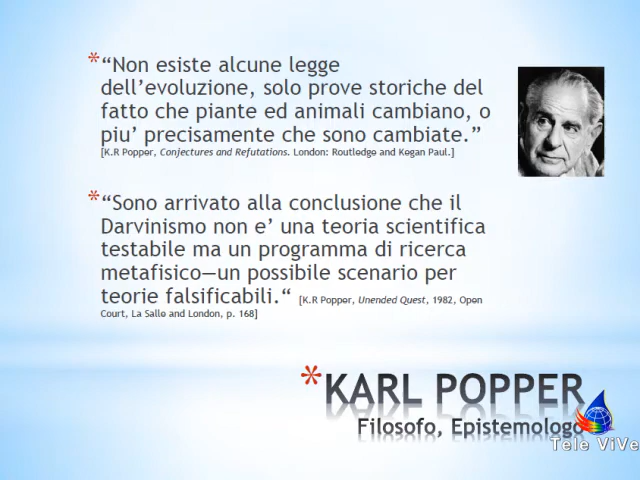 * “Non esiste alcune legge
dell’evoluzione, solo prove storiche del
fatto che piante ed animali cambiano, o
piu’ precisamente che sono cambiate.”
[K.R Popper, Conjectures and Refutations. London: Routledge and Kegan Paul.]
* “Sono arrivato alla conclusione che il
Darvinismo non e’ una teoria scientifica
testabile ma un programma di ricerca
metafisico—un possibile scenario per
teorie falsificabili.“ [K.R Popper, Unended Quest, 1982, Open
Court, La Salle and London, p. 168]
* KARL POPPER
Filosofo, Epistemologo
Tele ViVe